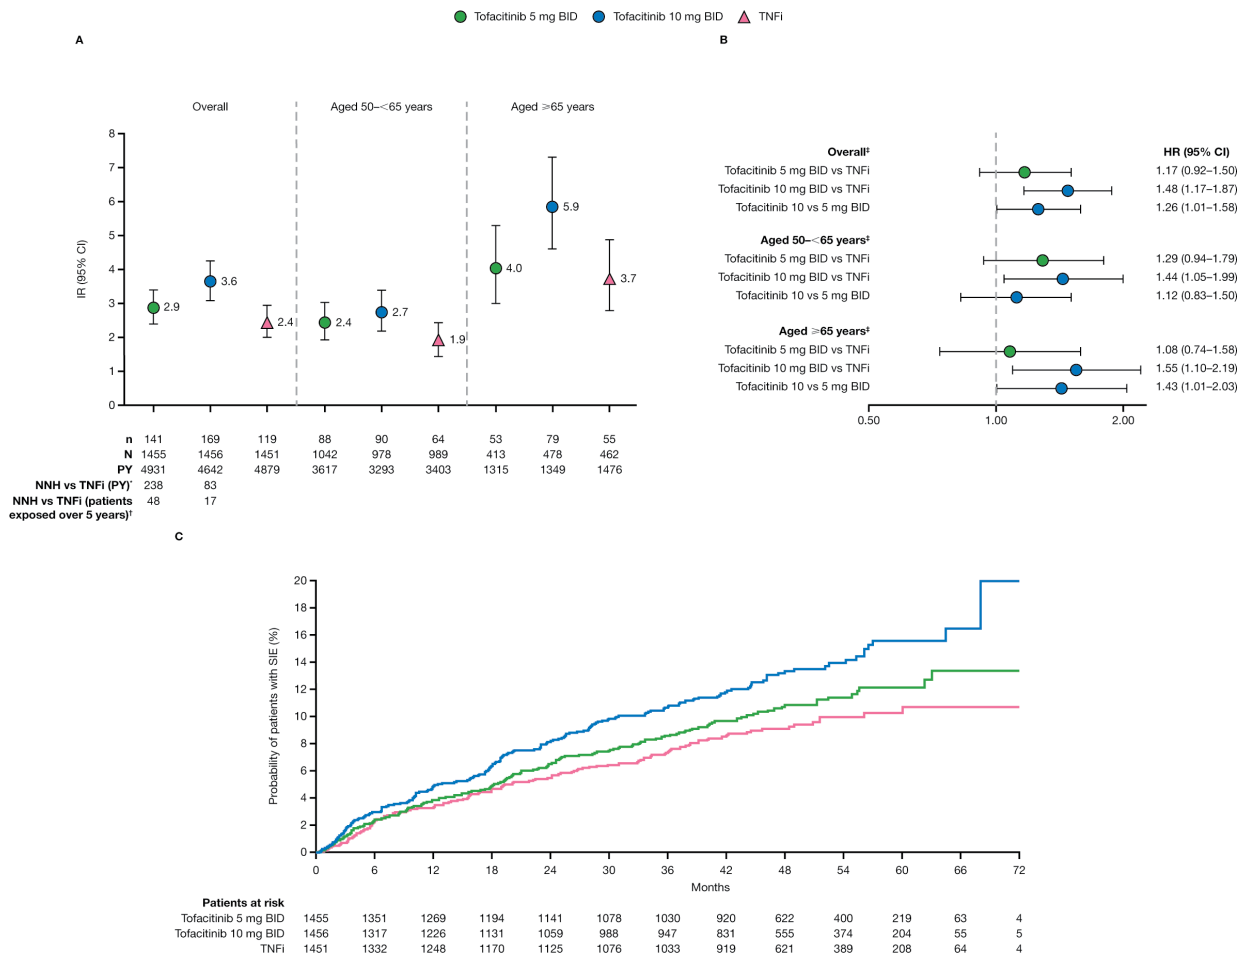 Tofacitinib 5 mg BID Tofacitinib 10 mg BID TNFi
A
Overall Aged 50–<65 years Aged ≥65 years
IR (95% CI)
8
7
6
5
4
3
2
1
0
2.9 3.6 2.4 2.4 2.7 1.9 4.0 5.9 3.7
n 141 169 119 88 90 64 53 79 55
N 1455 1456 1451 1042 978 989 413 478 462
PY 4931 4642 4879 3617 3293 3403 1315 1349 1476
NNH vs TNFi (PY)* 238 83
NNH vs TNFi (patients 48 17
exposed over 5 years)†
B
Overall‡ HR (95% CI)
Tofacitinib 5 mg BID vs TNFi 1.17 (0.92–1.50)
Tofacitinib 10 mg BID vs TNFi 1.48 (1.17–1.87)
Tofacitinib 10 vs 5 mg BID 1.26 (1.01–1.58)
Aged 50–<65 years‡
Tofacitinib 5 mg BID vs TNFi 1.29 (0.94–1.79)
Tofacitinib 10 mg BID vs TNFi 1.44 (1.05–1.99)
Tofacitinib 10 vs 5 mg BID 1.12 (0.83–1.50)
Aged ≥65 years‡
Tofacitinib 5 mg BID vs TNFi 1.08 (0.74–1.58)
Tofacitinib 10 mg BID vs TNFi 1.55 (1.10–2.19)
Tofacitinib 10 vs 5 mg BID 1.43 (1.01–2.03)
0.50 1.00 2.00
C
Probability of patients with SIE (%)
20
18
16
14
12
10
8
6
4
2
0
0 6 12 18 24 30 36 42 48 54 60 66 72
Months
Patients at risk
Tofacitinib 5 mg BID 1455 1351 1269 1194 1141 1078 1030 920 622 400 219 63 4
Tofacitinib 10 mg BID 1456 1317 1226 1131 1059 988 947 831 555 374 204 55 5
TNFi 1451 1332 1248 1170 1125 1076 1033 919 621 389 208 64 4